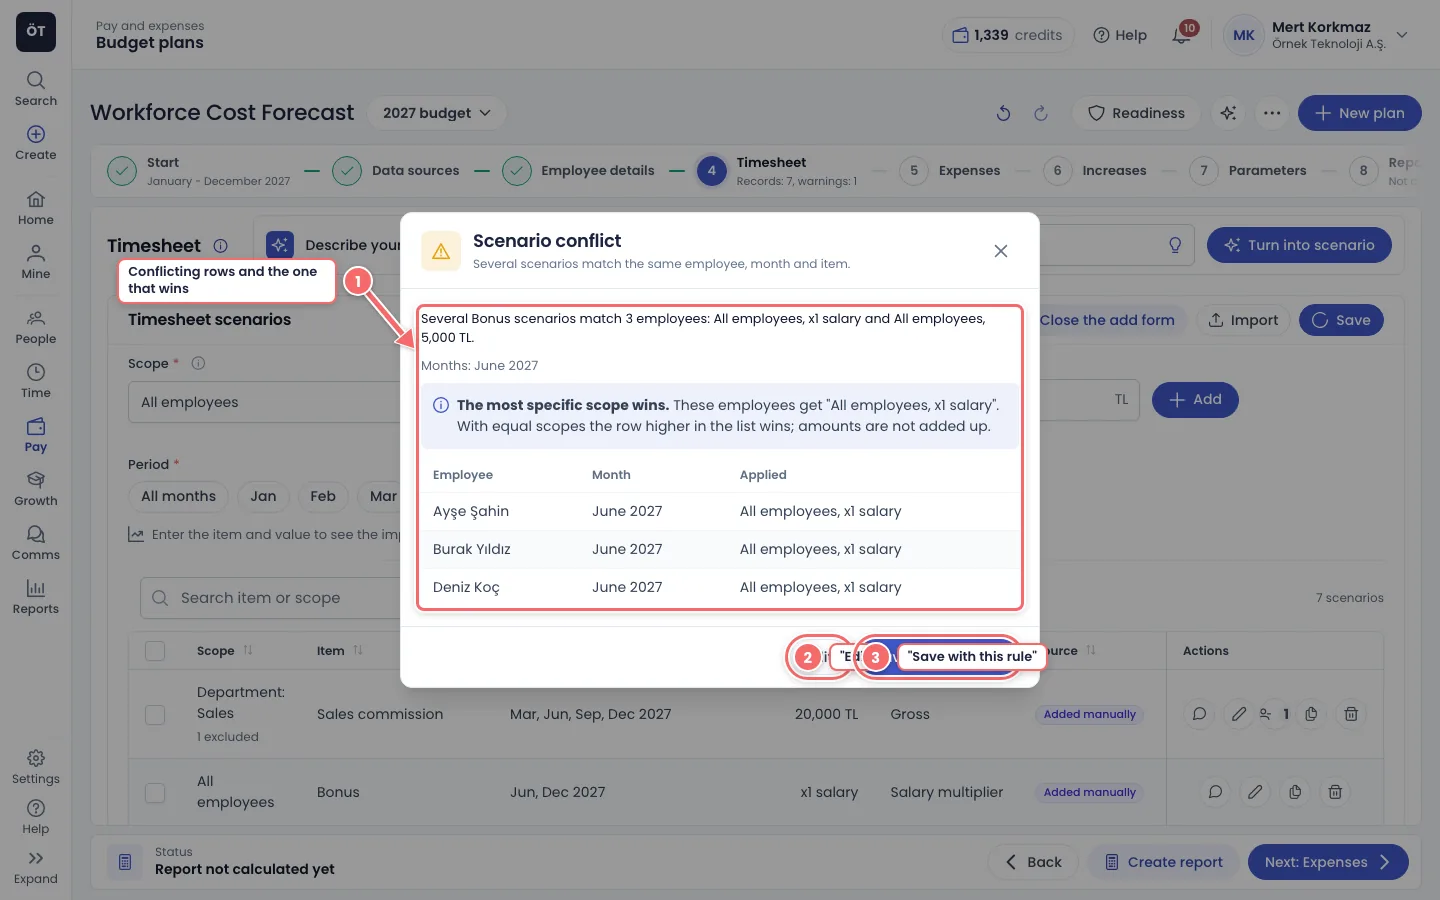 ÖT
Pay and expenses
Budget plans
1,339 credits
Help
10
MK
Mert Korkmaz
Örnek Teknoloji A.Ş.
Search
Create
Home
Mine
People
Time
Pay
Growth
Comms
Reports
Settings
Help
Expand
Workforce Cost Forecast
2027 budget
Readiness
New plan
Start
January - December 2027
Data sources
Employee details
4
Timesheet
Records: 7, warnings: 1
5
Expenses
6
Increases
7
Parameters
8
Timesheet
Describe your
Turn into scenario
Conflicting rows and the one
that wins
1
Timesheet scenarios
Close the add form
Import
Save
Scope *
All employees
TL
Add
Period *
All months
Jan
Feb
Mar
Enter the item and value to see the
Search item or scope
7 scenarios
Scenario conflict
Several scenarios match the same employee, month and item.
Several Bonus scenarios match 3 employees: All employees, x1 salary and All employees,
5,000 TL.
Months: June 2027
The most specific scope wins. These employees get "All employees, x1 salary".
With equal scopes the row higher in the list wins; amounts are not added up.
Employee Month Applied
Ayşe Şahin June 2027 All employees, x1 salary
Burak Yıldız June 2027 All employees, x1 salary
Deniz Koç June 2027 All employees, x1 salary
2
3
"Save with this rule"
Scope Item Actions
Department:
Sales
1 excluded
Sales commission
Mar, Jun, Sep, Dec 2027
20,000 TL
Gross
Added manually
1
All
employees
Bonus
Jun, Dec 2027
x1 salary
Salary multiplier
Added manually
Status
Report not calculated yet
Back
Create report
Next: Expenses